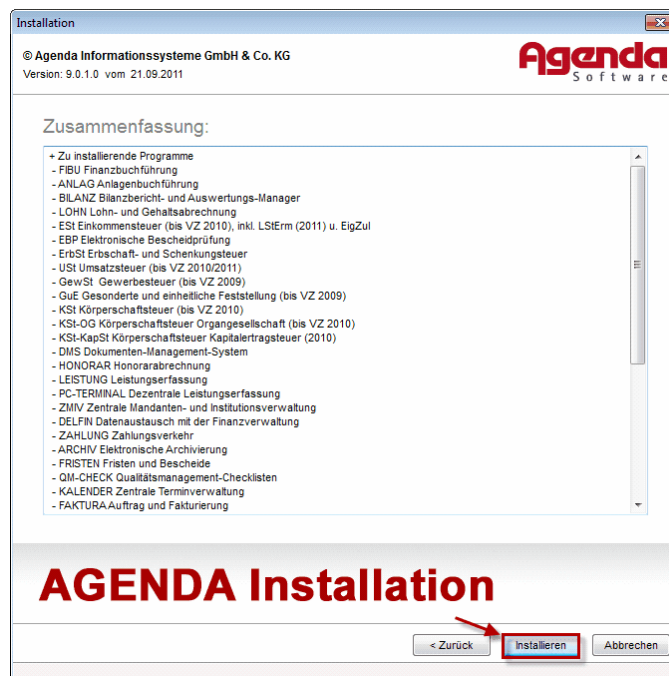 Installation
© Agenda Informationssysteme GmbH & Co. KG
Version: 9.0.1.0 vom 21.09.2011
Agenda
Software
Zusammenfassung:
+ Zu installierende Programme
- FIBU Finanzbuchführung
- ANLAG Anlagenbuchführung
- BILANZ Bilanzbericht- und Auswertungs-Manager
- LOHN Lohn- und Gehaltsabrechnung
- ESt Einkommensteuer (bis VZ 2010), inkl. LStErm (2011) u. EigZul
- EBP Elektronische Bescheidprüfung
- ErbSt Erbschaft- und Schenkungsteuer
- USt Umsatzsteuer (bis VZ 2010/2011)
- GewSt Gewerbesteuer (bis VZ 2009)
- GuE Gesonderte und einheitliche Feststellung (bis VZ 2009)
- KSt Körperschaftsteuer (bis VZ 2010)
- KSt-OG Körperschaftsteuer Organgesellschaft (bis VZ 2010)
- KSt-KapSt Körperschaftsteuer Kapitalertragsteuer (2010)
- DMS Dokumenten-Management-System
- HONORAR Honorarabrechnung
- LEISTUNG Leistungserfassung
- PC-TERMINAL Dezentrale Leistungserfassung
- ZMIV Zentrale Mandanten- und Institutionsverwaltung
- DELFIN Datenaustausch mit der Finanzverwaltung
- ZAHLUNG Zahlungsverkehr
- ARCHIV Elektronische Archivierung
- FRISTEN Fristen und Bescheide
- QM-CHECK Qualitätsmanagement-Checklisten
- KALENDER Zentrale Terminverwaltung
- FAKTURA Auftrag und Fakturierung
AGENDA Installation
< Zurück
Installieren
Abbrechen